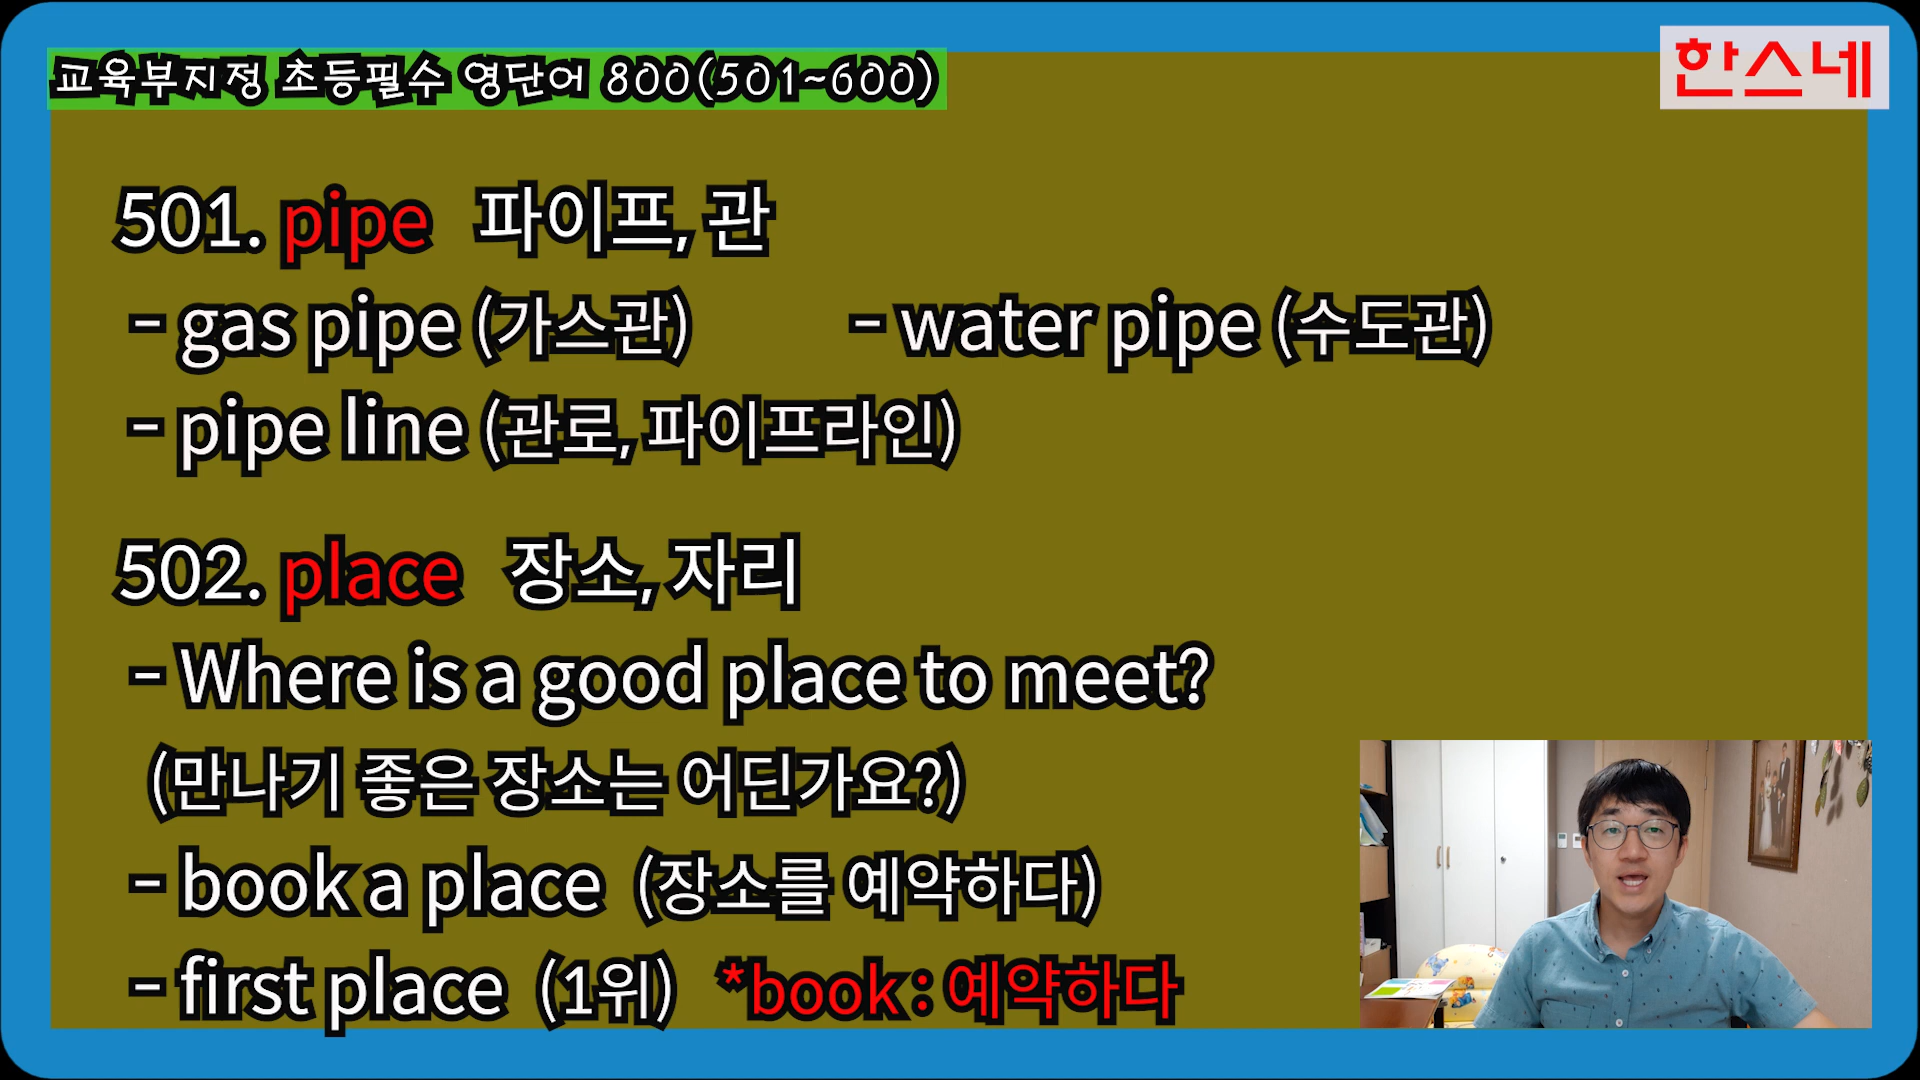 교육부지정 초등필수 영단어 800(501~600)
한스네
501. pipe 파이프, 관
- gas pipe (가스관) - water pipe (수도관)
- pipe line (관로, 파이프라인)
502. place 장소, 자리
- Where is a good place to meet?
(만나기 좋은 장소는 어딘가요?)
- book a place (장소를 예약하다)
- first place (1위) *book : 예약하다